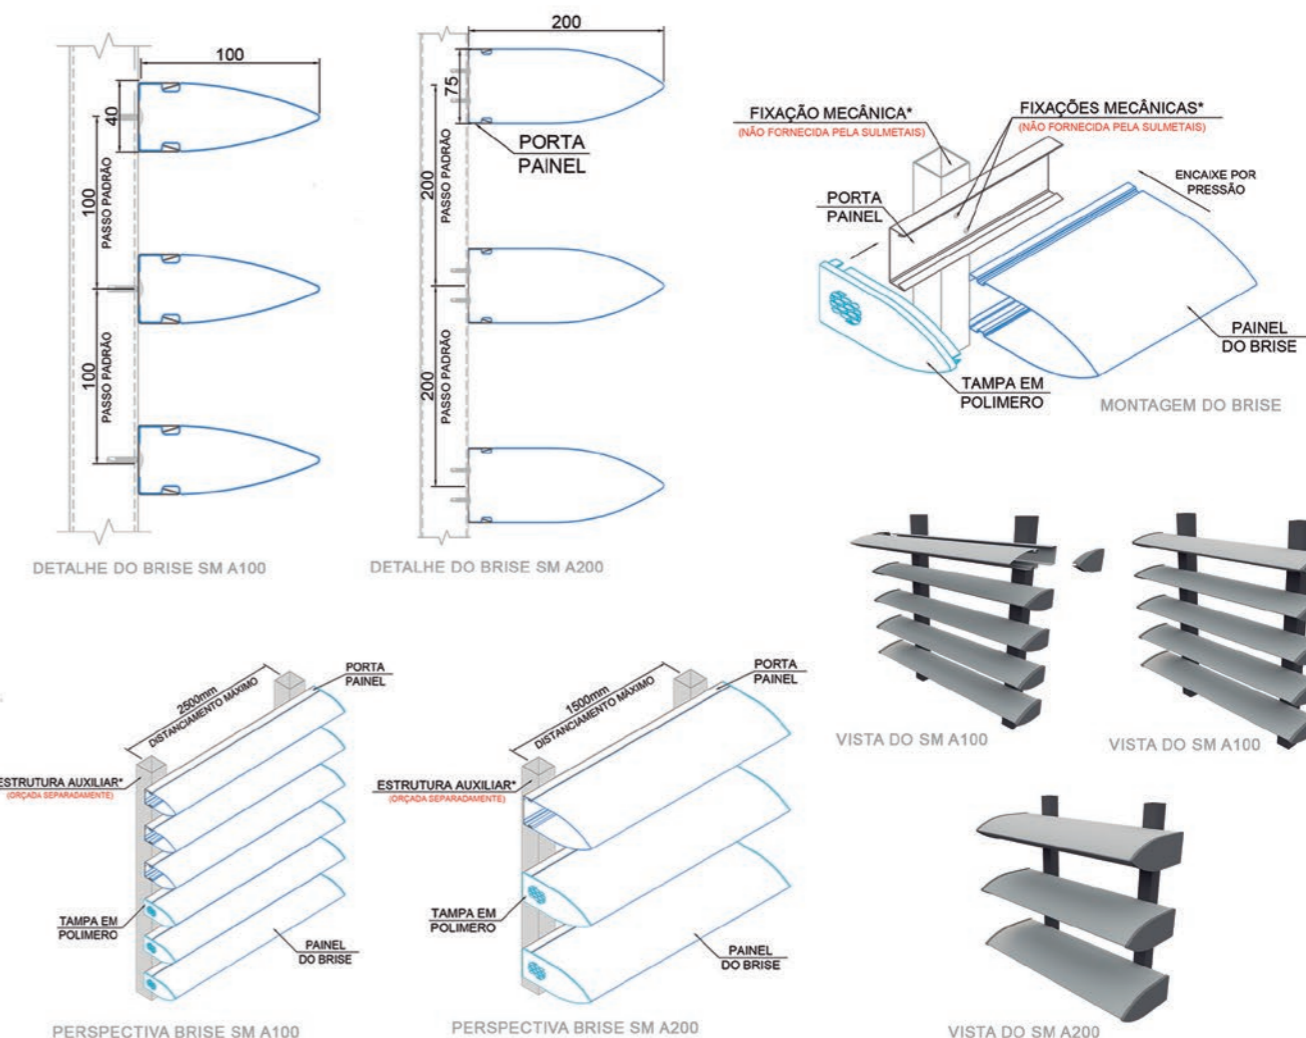 100
40
100
PASSO PADRÃO
100
PASSO PADRÃO
DETALHE DO BRISE SM A100
200
75
PORTA
PAINEL
200
PASSO PADRÃO
200
PASSO PADRÃO
DETALHE DO BRISE SM A200
FIXAÇÃO MECÂNICA*
(NÃO FORNECIDA PELA SULMETAIS)
FIXAÇÕES MECÂNICAS*
(NÃO FORNECIDA PELA SULMETAIS)
ENCAIXE POR
PRESSÃO
PORTA
PAINEL
PAINEL
DO BRISE
TAMPA EM
POLIMERO
MONTAGEM DO BRISE
VISTA DO SM A100
VISTA DO SM A100
2500mm
DISTANCIAMENTO MÁXIMO
PORTA
PAINEL
ESTRUTURA AUXILIAR*
(ORÇADA SEPARADAMENTE)
TAMPA EM
POLIMERO
PAINEL
DO BRISE
PERSPECTIVA BRISE SM A100
1500mm
DISTANCIAMENTO MÁXIMO
PORTA
PAINEL
ESTRUTURA AUXILIAR*
(ORÇADA SEPARADAMENTE)
TAMPA EM
POLIMERO
PAINEL
DO BRISE
PERSPECTIVA BRISE SM A200
VISTA DO SM A200